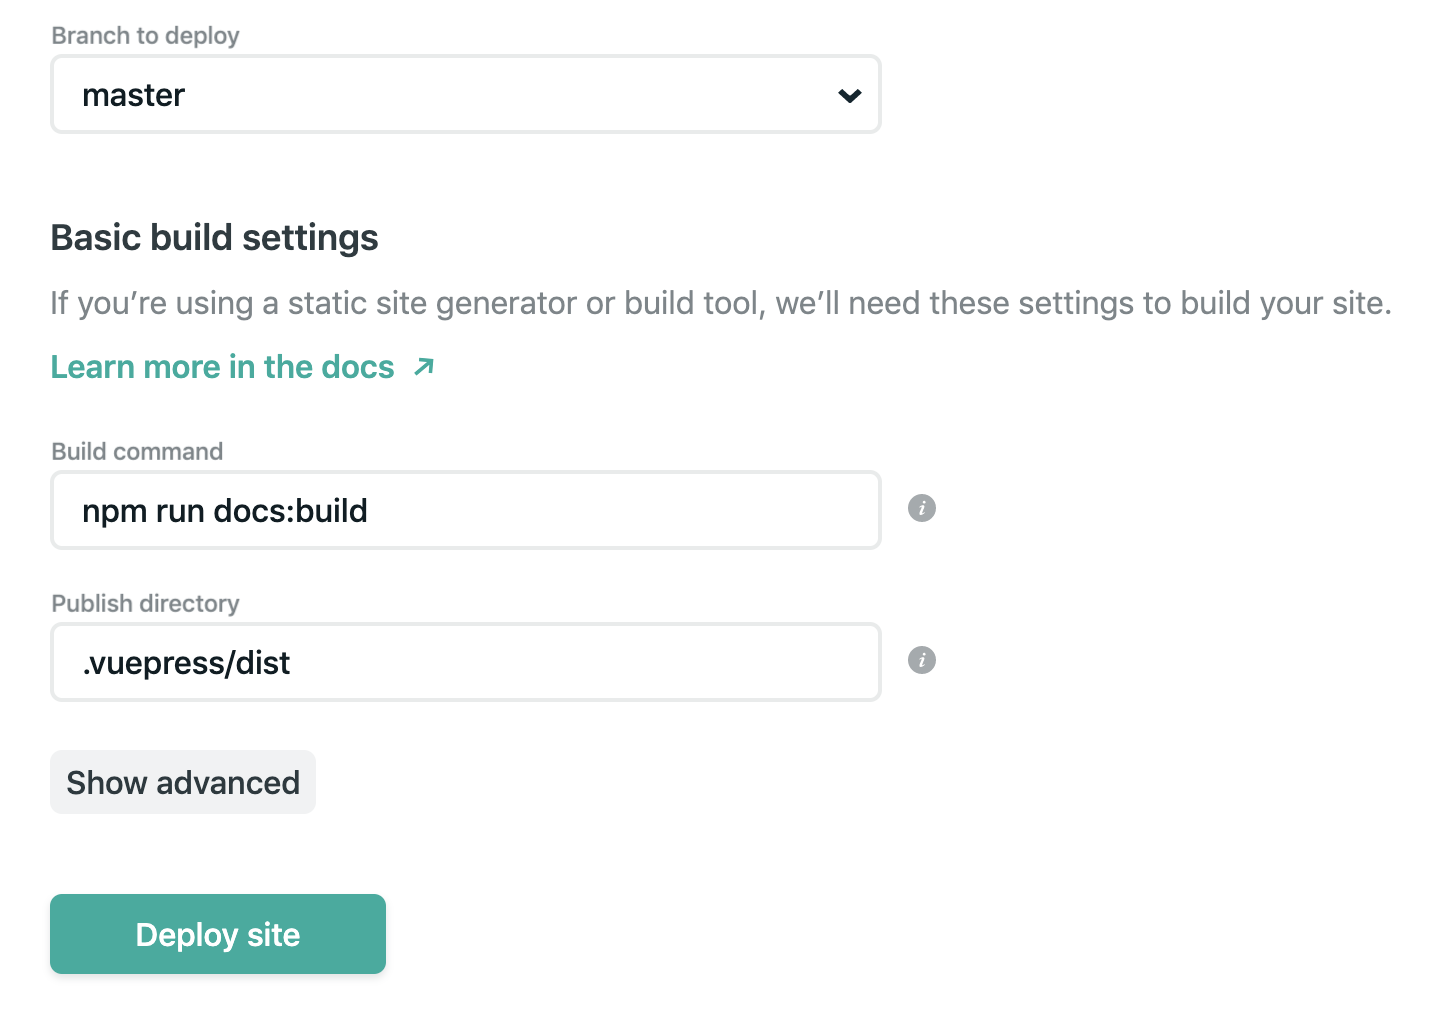 Branch to deploy
master
Basic build settings
If you’re using a static site generator or build tool, we’ll need these settings to build your site.
Learn more in the docs
Build command
npm run docs:build
Publish directory
.vuepress/dist
Show advanced
Deploy site